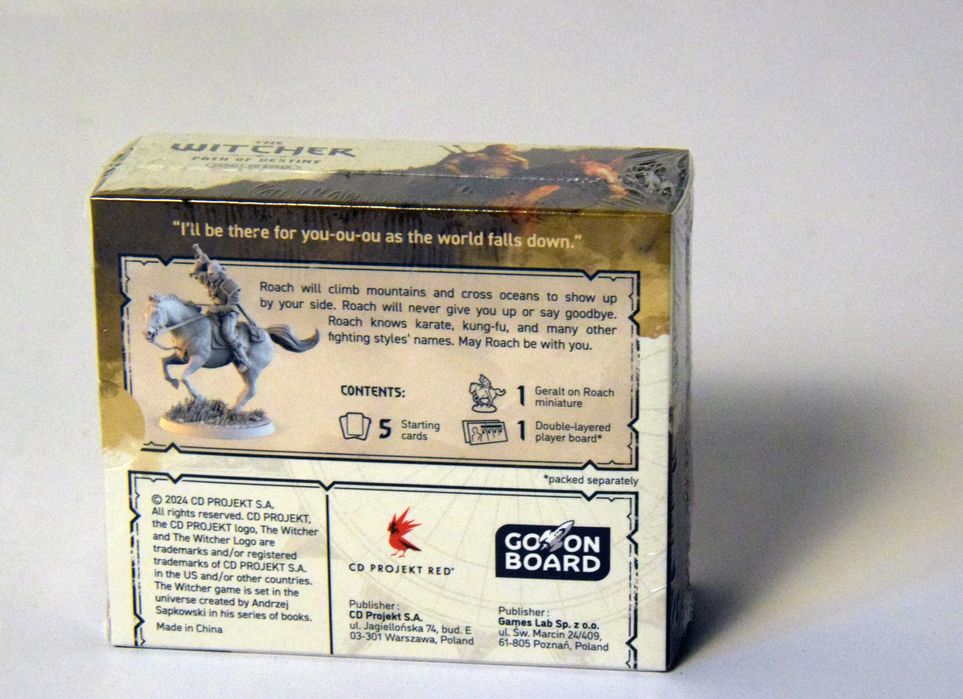 THE
WITCHER
PATH OF DESTINY
GERALT ON ROACH
"I'll be there for you-ou-ou as the world falls down."
Roach will climb mountains and cross oceans to show up
by your side. Roach will never give you up or say goodbye.
Roach knows karate, kung-fu, and many other
fighting styles' names. May Roach be with you.
CONTENTS:
1 Geralt on Roach
miniature
5 Starting
cards
1 Double-layered
player board*
*packed separately
© 2024 CD PROJEKT S.A.
All rights reserved. CD PROJEKT,
the CD PROJEKT logo, The Witcher
and The Witcher Logo are
trademarks and/or registered
trademarks of CD PROJEKT S.A.
in the US and/or other countries.
The Witcher game is set in the
universe created by Andrzej
Sapkowski in his series of books.
Made in China
CD PROJEKT RED®
Publisher:
CD Projekt S.A.
ul. Jagiellońska 74, bud. E
03-301 Warszawa, Poland
GO ON
BOARD
Publisher:
Games Lab Sp. z o.o.
ul. Św. Marcin 24/409,
61-805 Poznań, Poland